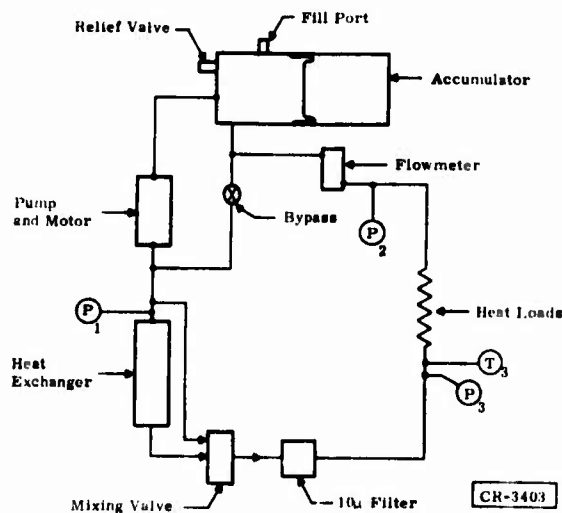 Fill Port
Relief Valve
Accumulator
Flowmeter
Pump
and Motor
Bypass
P
2
P
1
Heat Loads
Heat
Exchanger
T
3
P
3
Mixing Valve
10μ Filter
CR-3403